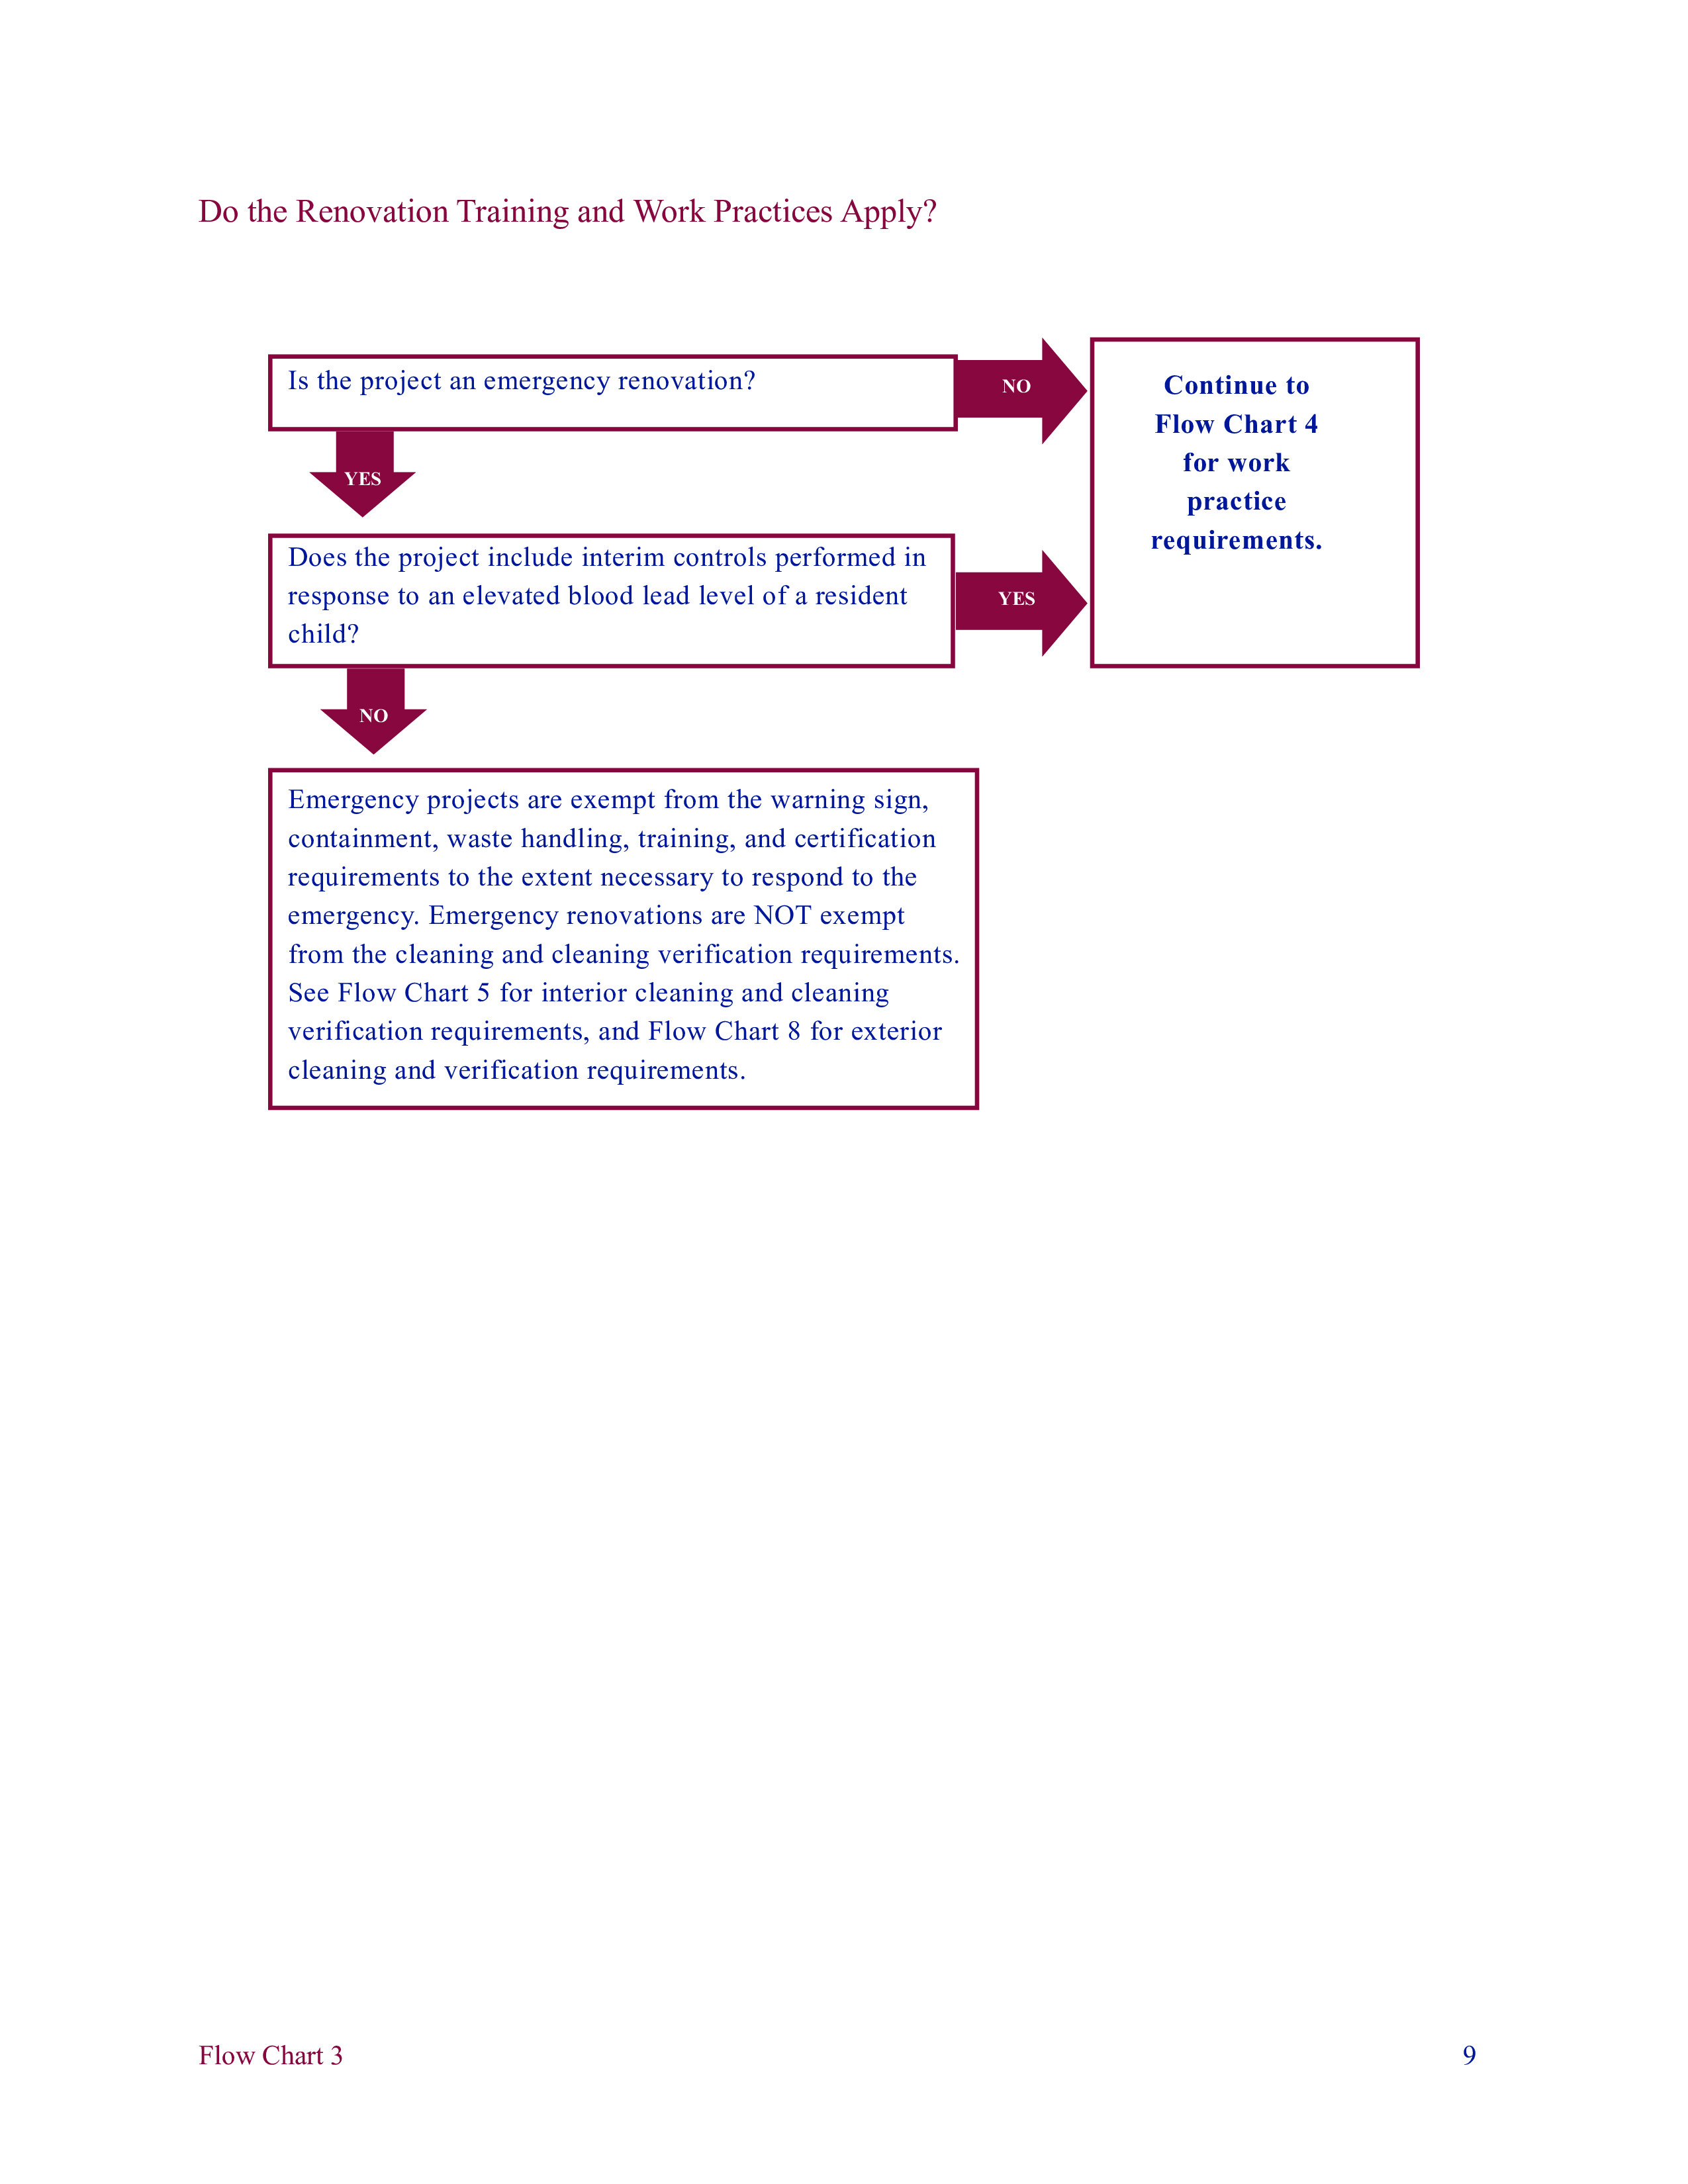 Do the Renovation Training and Work Practices Apply?
Is the project an emergency renovation?
NO
Continue to
Flow Chart 4
for work
practice
requirements.
YES
Does the project include interim controls performed in
response to an elevated blood lead level of a resident
child?
YES
NO
Emergency projects are exempt from the warning sign,
containment, waste handling, training, and certification
requirements to the extent necessary to respond to the
emergency. Emergency renovations are NOT exempt
from the cleaning and cleaning verification requirements.
See Flow Chart 5 for interior cleaning and cleaning
verification requirements, and Flow Chart 8 for exterior
cleaning and verification requirements.
Flow Chart 3
9